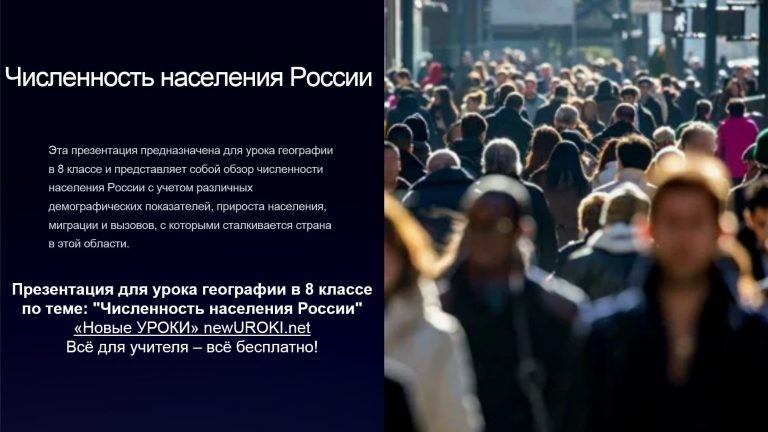 Численность населения России
Эта презентация предназначена для урока географии
в 8 классе и представляет собой обзор численности
населения России с учетом различных
демографических показателей, прироста населения,
миграции и вызовов, с которыми сталкивается страна
в этой области.
Презентация для урока географии в 8 классе
по теме: "Численность населения России"
«Новые УРОКИ» newUROKI.net
Всё для учителя – всё бесплатно!